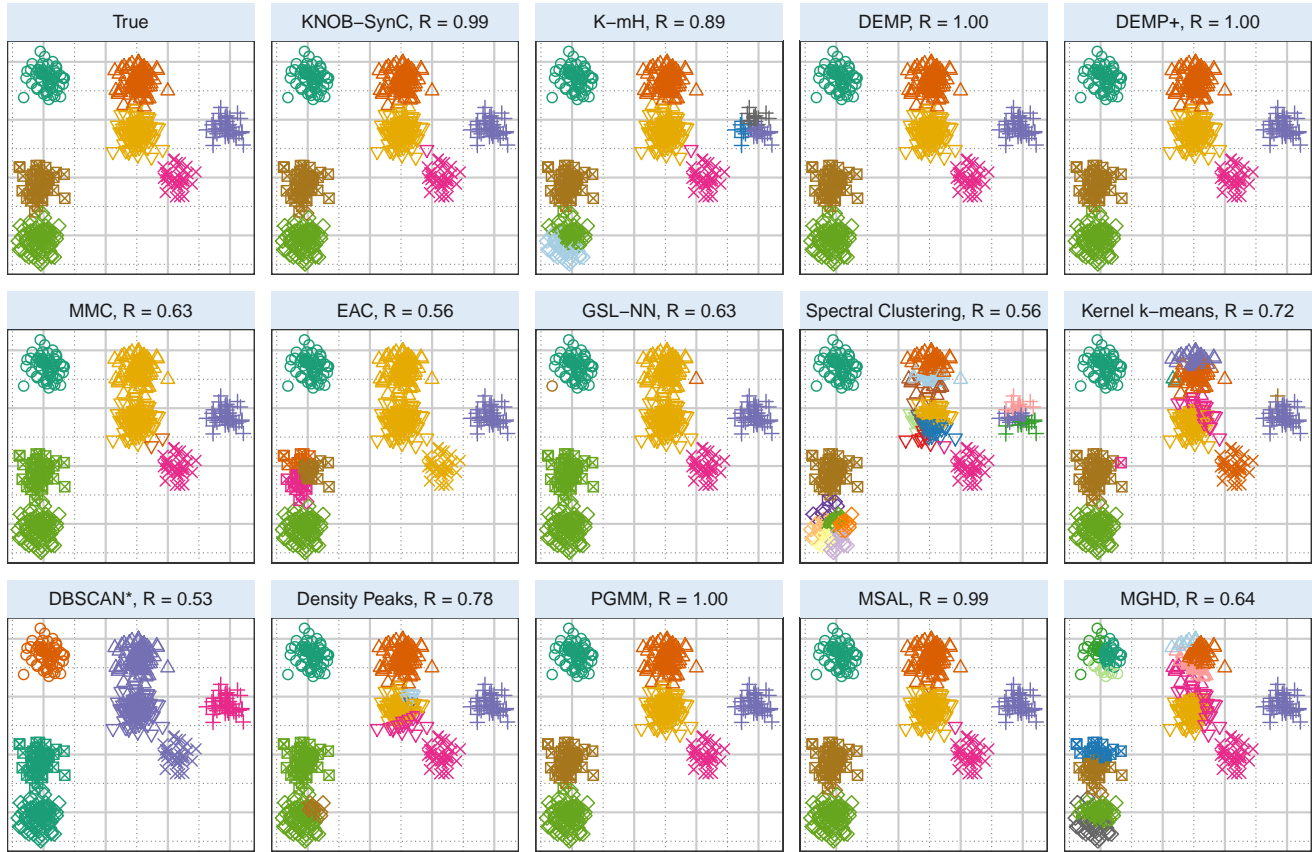 True
KNOB−SynC, R = 0.99
K−mH, R = 0.89
DEMP, R = 1.00
DEMP+, R = 1.00
MMC, R = 0.63
EAC, R = 0.56
GSL−NN, R = 0.63
Spectral Clustering, R = 0.56
Kernel k−means, R = 0.72
DBSCAN*, R = 0.53
Density Peaks, R = 0.78
PGMM, R = 1.00
MSAL, R = 0.99
MGHD, R = 0.64